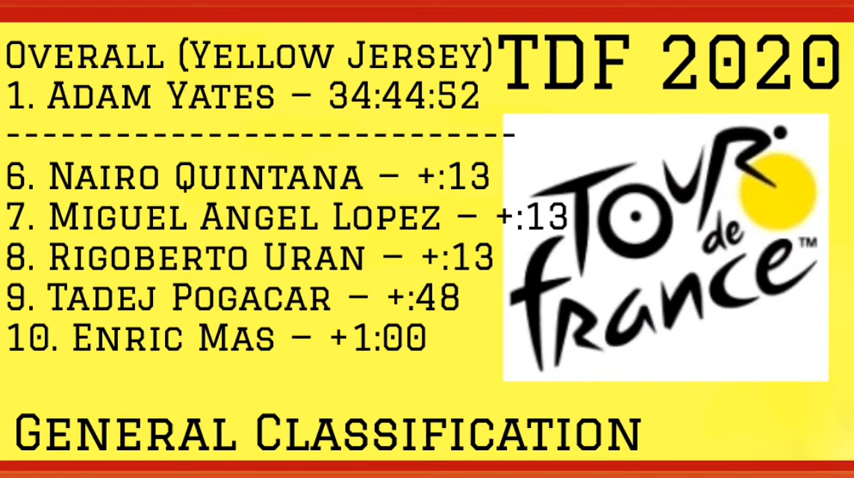 Overall (Yellow Jersey)
1. Adam Yates – 34:44:52
-----------------------------
6. Nairo Quintana – +:13
7. Miguel Angel Lopez – +:13
8. Rigoberto Uran – +:13
9. Tadej Pogacar – +:48
10. Enric Mas – +1:00
General Classification
TDF 2020
TOUR
de
france™